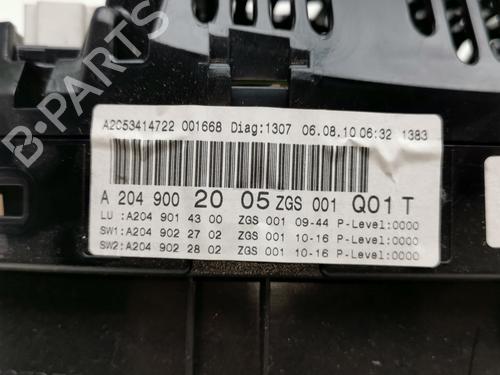 A2C53414722 001668 Diag:1307 06.08.10 06:32 1383
A 204 900 20 05 ZGS 001 Q01 T
LU :A204 901 43 00 ZGS 001 09-44 P-Level:0000
SW1:A204 902 27 02 ZGS 001 10-16 P-Level:0000
SW2:A204 902 28 02 ZGS 001 10-16 P-Level:0000
B-PARTS